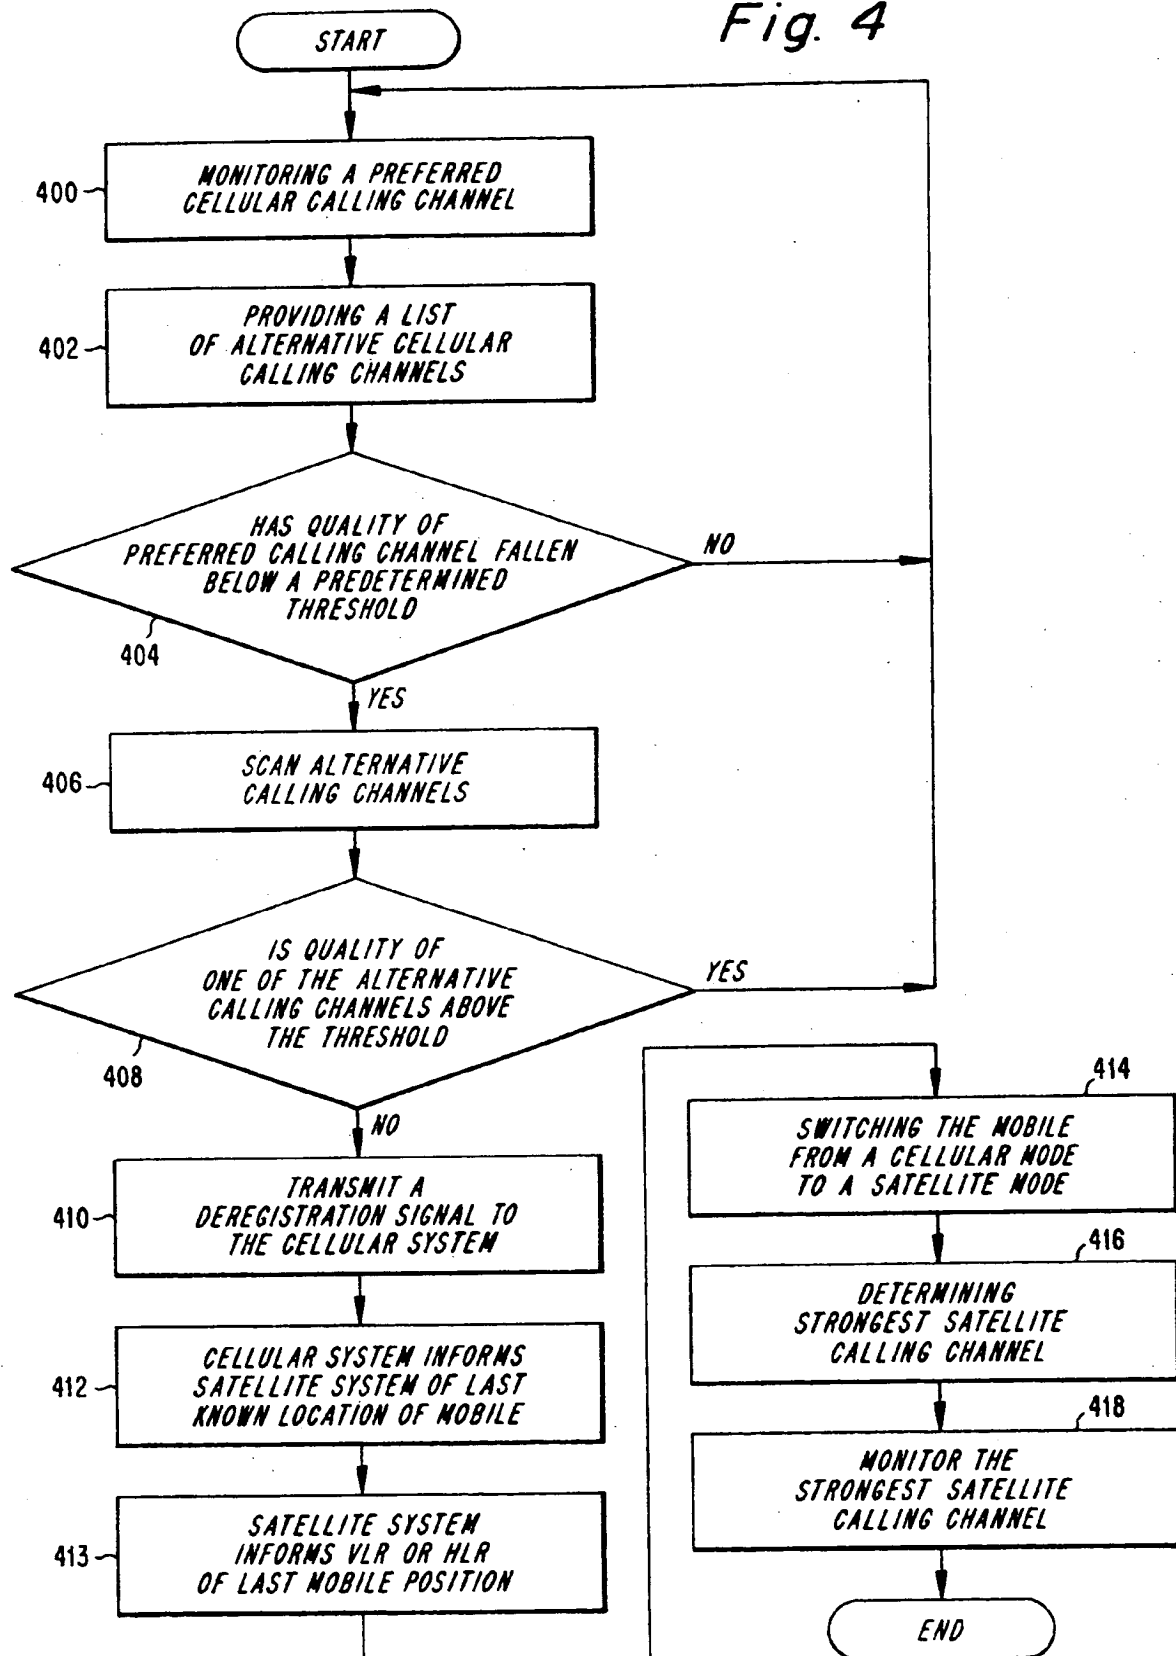 Fig. 4
START
400
MONITORING A PREFERRED
CELLULAR CALLING CHANNEL
402
PROVIDING A LIST
OF ALTERNATIVE CELLULAR
CALLING CHANNELS
HAS QUALITY OF
PREFERRED CALLING CHANNEL FALLEN
BELOW A PREDETERMINED
THRESHOLD
NO
404
YES
406
SCAN ALTERNATIVE
CALLING CHANNELS
IS QUALITY OF
ONE OF THE ALTERNATIVE
CALLING CHANNELS ABOVE
THE THRESHOLD
YES
408
NO
410
TRANSMIT A
DEREGISTRATION SIGNAL TO
THE CELLULAR SYSTEM
412
CELLULAR SYSTEM INFORMS
SATELLITE SYSTEM OF LAST
KNOWN LOCATION OF MOBILE
413
SATELLITE SYSTEM
INFORMS VLR OR HLR
OF LAST MOBILE POSITION
414
SWITCHING THE MOBILE
FROM A CELLULAR MODE
TO A SATELLITE MODE
416
DETERMINING
STRONGEST SATELLITE
CALLING CHANNEL
418
MONITOR THE
STRONGEST SATELLITE
CALLING CHANNEL
END